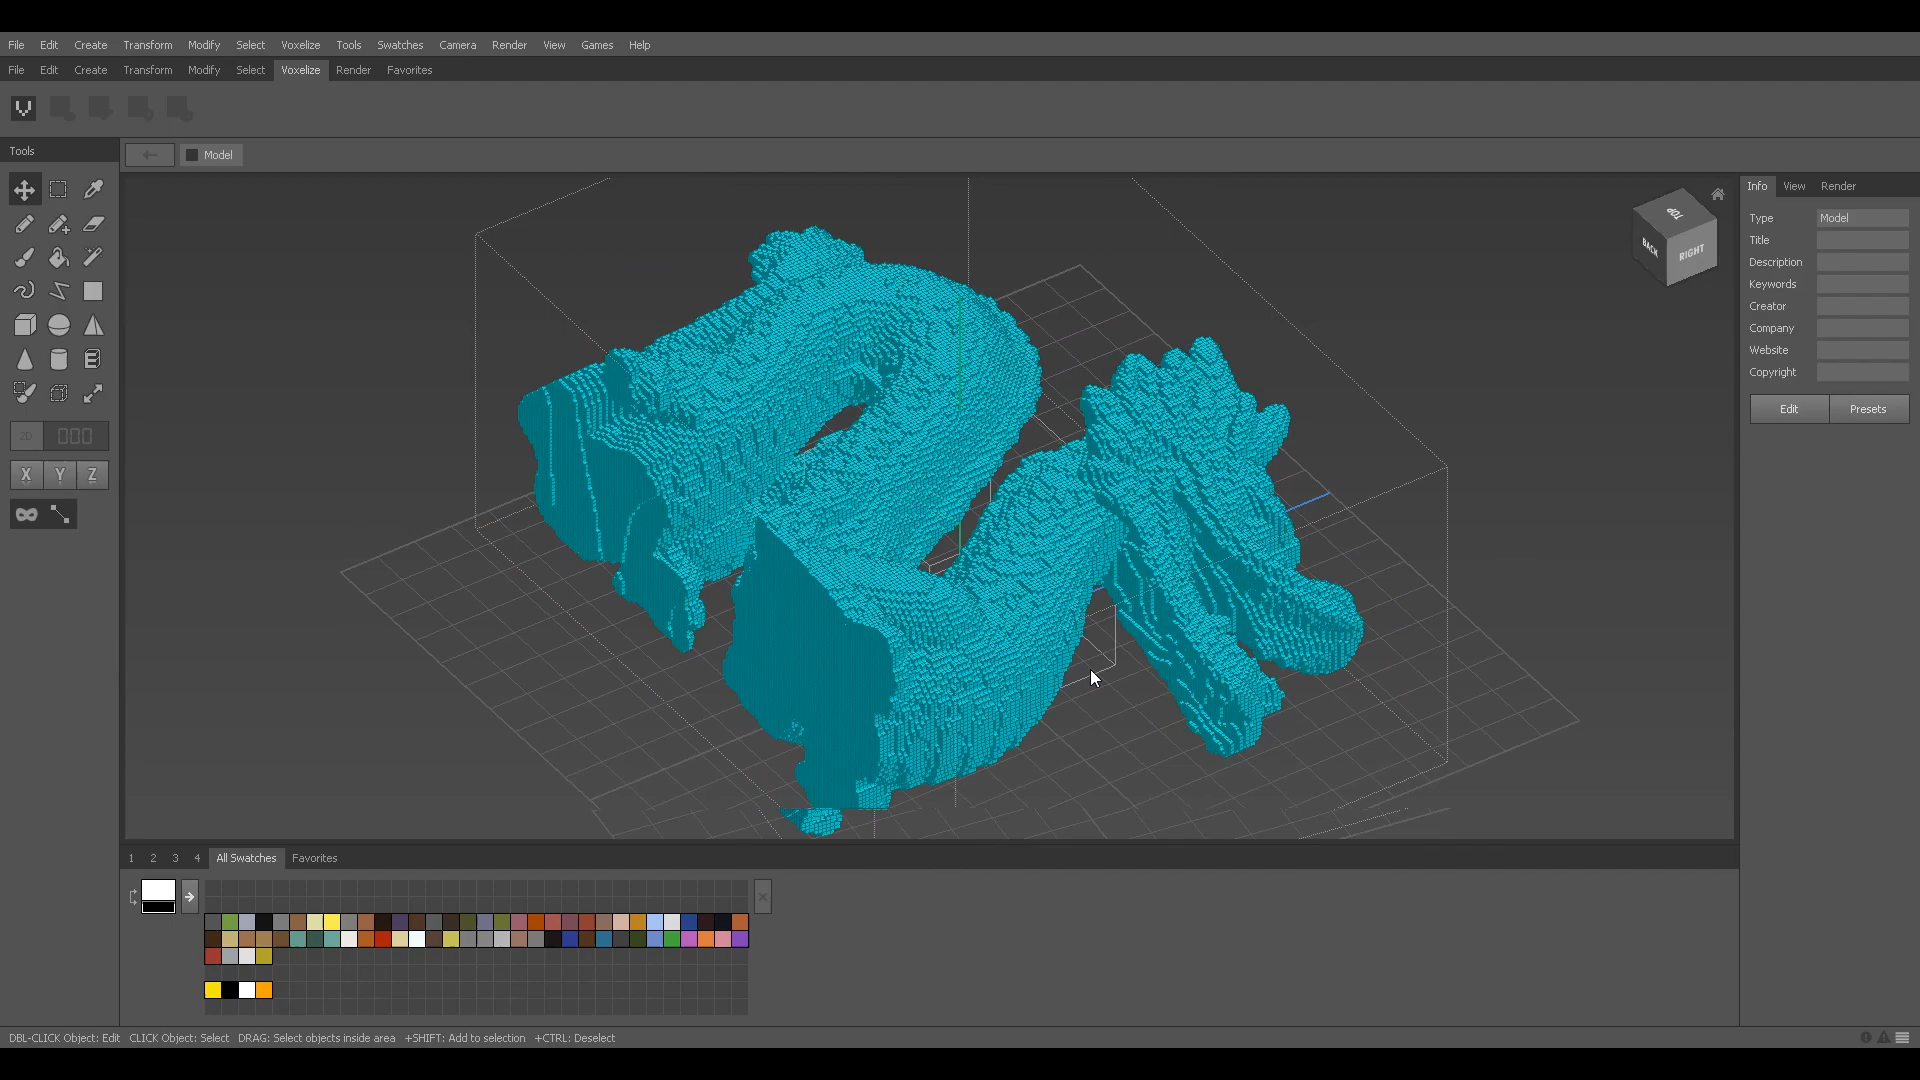 File Edit Create Transform Modify Select Voxelize Tools Swatches Camera Render View Games Help
File Edit Create Transform Modify Select Voxelize Render Favorites
Tools
Model
Info View Render
TOP
BACK
RIGHT
Type Model
Title
Description
Keywords
Creator
Company
Website
Copyright
Edit Presets
2D
X Y Z
1 2 3 4 All Swatches Favorites
DBL-CLICK Object: Edit CLICK Object: Select DRAG: Select objects inside area +SHIFT: Add to selection +CTRL: Deselect